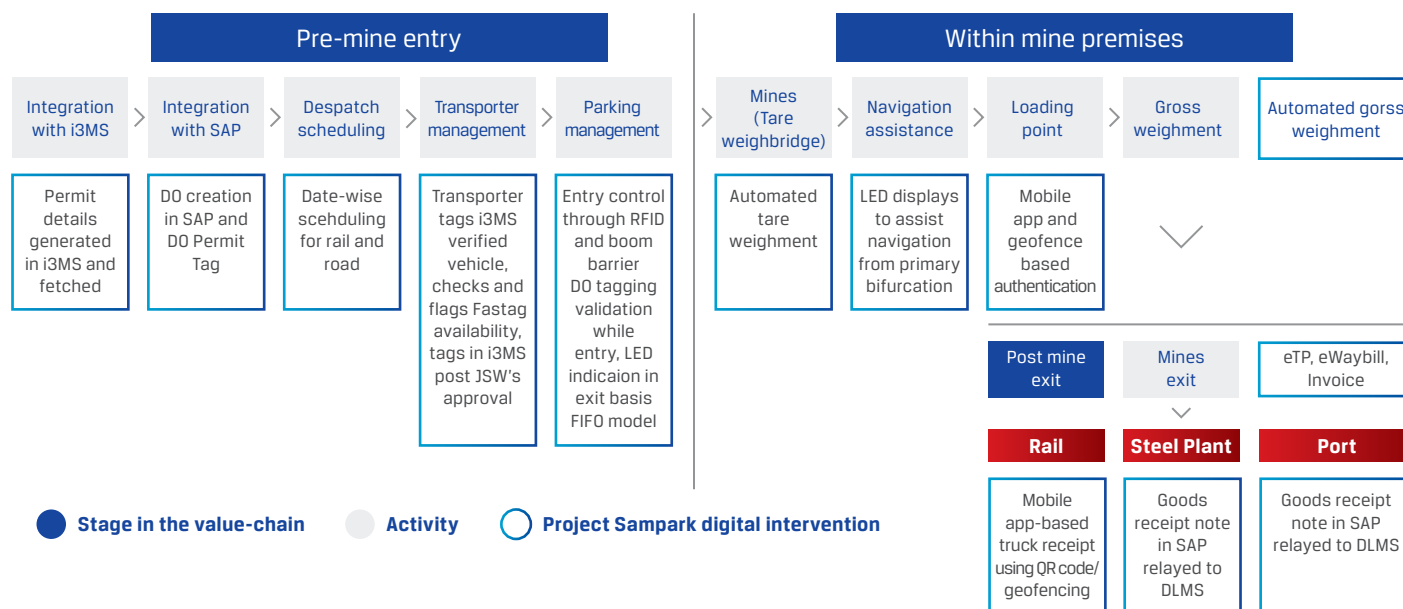 Pre-mine entry
Integration
with i3MS
Integration
with SAP
Despatch
scheduling
Transporter
management
Parking
management
Permit
details
generated
in i3MS and
fetched
DO creation
in SAP and
DO Permit
Tag
Date-wise
scehduling
for rail and
road
Transporter
tags i3MS
verified
vehicle,
checks and
flags Fastag
availability,
tags in i3MS
post JSW's
approval
Entry control
through RFID
and boom
barrier
DO tagging
validation
while
entry, LED
indicaion in
exit basis
FIFO model
Within mine premises
Mines
(Tare
weighbridge)
Navigation
assistance
Loading
point
Gross
weighment
Automated gorss
weighment
Automated
tare
weighment
LED displays
to assist
navigation
from primary
bifurcation
Mobile
app and
geofence
based
authentication
Post mine
exit
Mines
exit
eTP, eWaybill,
Invoice
Rail
Steel Plant
Port
Mobile
app-based
truck receipt
using QR code/
geofencing
Goods
receipt note
in SAP
relayed to
DLMS
Goods receipt
note in SAP
relayed to DLMS
Stage in the value-chain
Activity
Project Sampark digital intervention